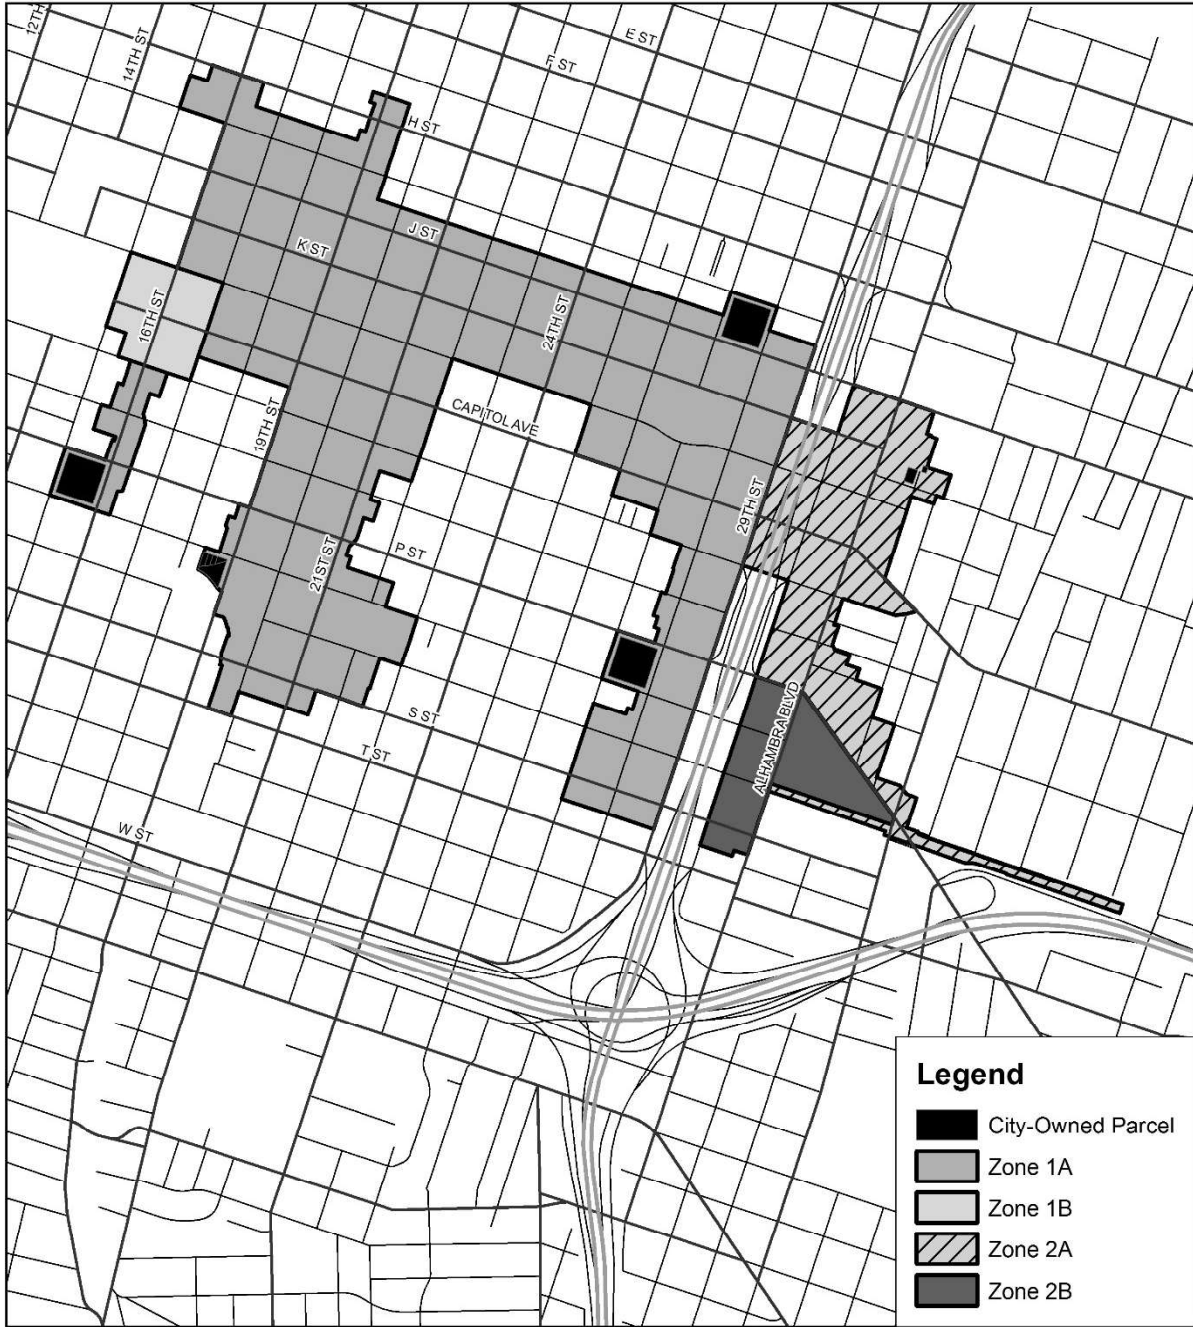 12TH
14TH ST
E ST
F ST
H ST
J ST
K ST
16TH ST
24TH ST
19TH ST
CAPITOL AVE
29TH ST
21ST ST
P ST
ALHAMBRA BLVD
S ST
T ST
W ST
Legend
City-Owned Parcel
Zone 1A
Zone 1B
Zone 2A
Zone 2B